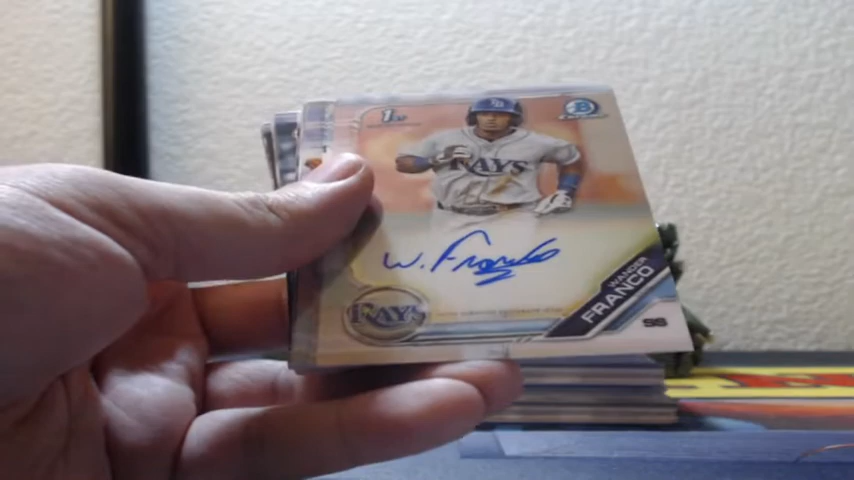 1ST
B
RAYS
W. Franco
RAYS
WANDER
FRANCO
SS